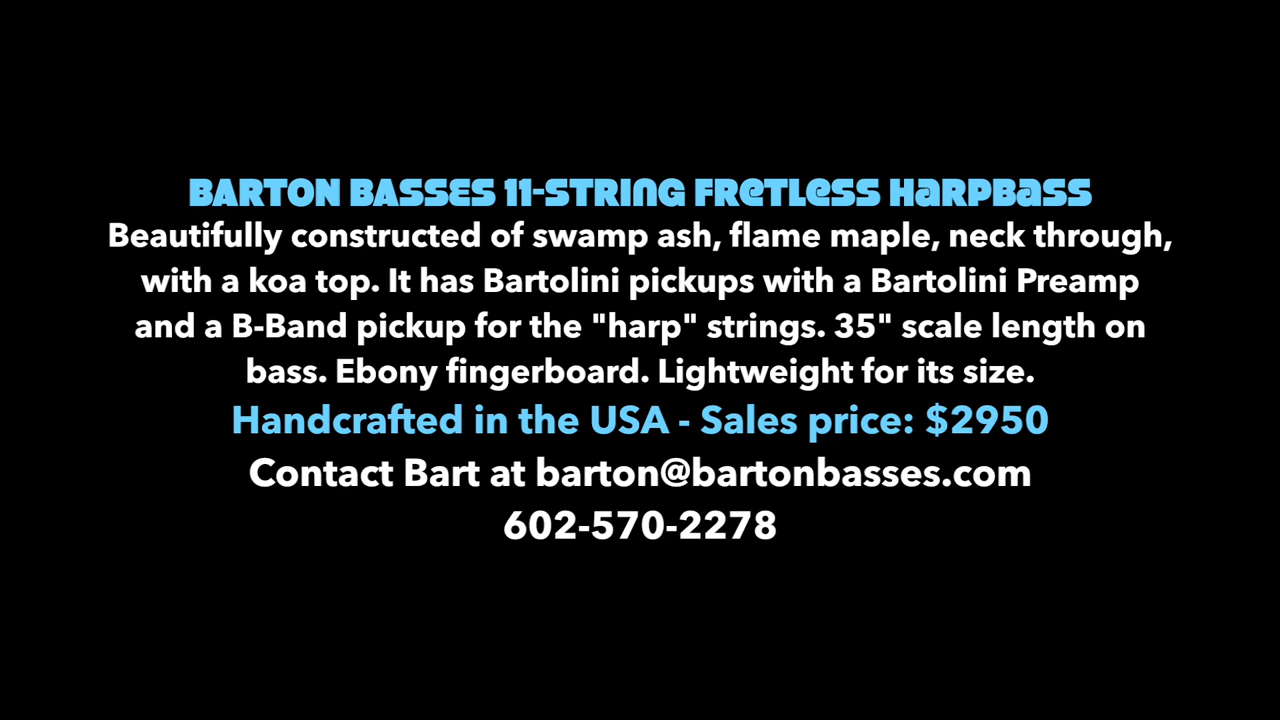 BARTON BASSES 11-STRING FRETLESS HARPBASS
Beautifully constructed of swamp ash, flame maple, neck through,
with a koa top. It has Bartolini pickups with a Bartolini Preamp
and a B-Band pickup for the "harp" strings. 35" scale length on
bass. Ebony fingerboard. Lightweight for its size.
Handcrafted in the USA - Sales price: $2950
Contact Bart at barton@bartonbasses.com
602-570-2278